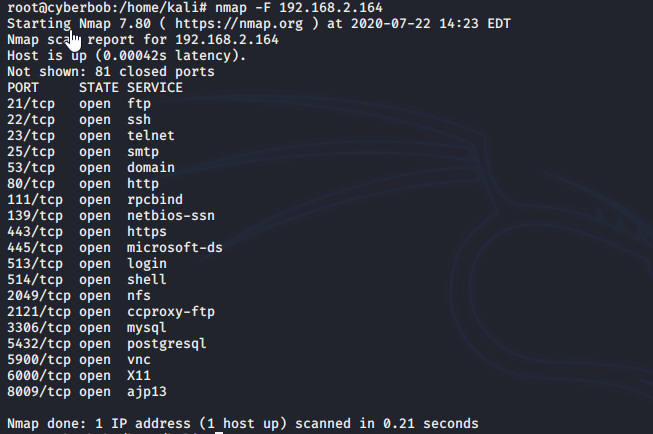 root@cyberbob:/home/kali# nmap -F 192.168.2.164
Starting Nmap 7.80 ( https://nmap.org ) at 2020-07-22 14:23 EDT
Nmap scan report for 192.168.2.164
Host is up (0.00042s latency).
Not shown: 81 closed ports
PORT     STATE SERVICE
21/tcp   open  ftp
22/tcp   open  ssh
23/tcp   open  telnet
25/tcp   open  smtp
53/tcp   open  domain
80/tcp   open  http
111/tcp  open  rpcbind
139/tcp  open  netbios-ssn
443/tcp  open  https
445/tcp  open  microsoft-ds
513/tcp  open  login
514/tcp  open  shell
2049/tcp open  nfs
2121/tcp open  ccproxy-ftp
3306/tcp open  mysql
5432/tcp open  postgresql
5900/tcp open  vnc
6000/tcp open  X11
8009/tcp open  ajp13
Nmap done: 1 IP address (1 host up) scanned in 0.21 seconds